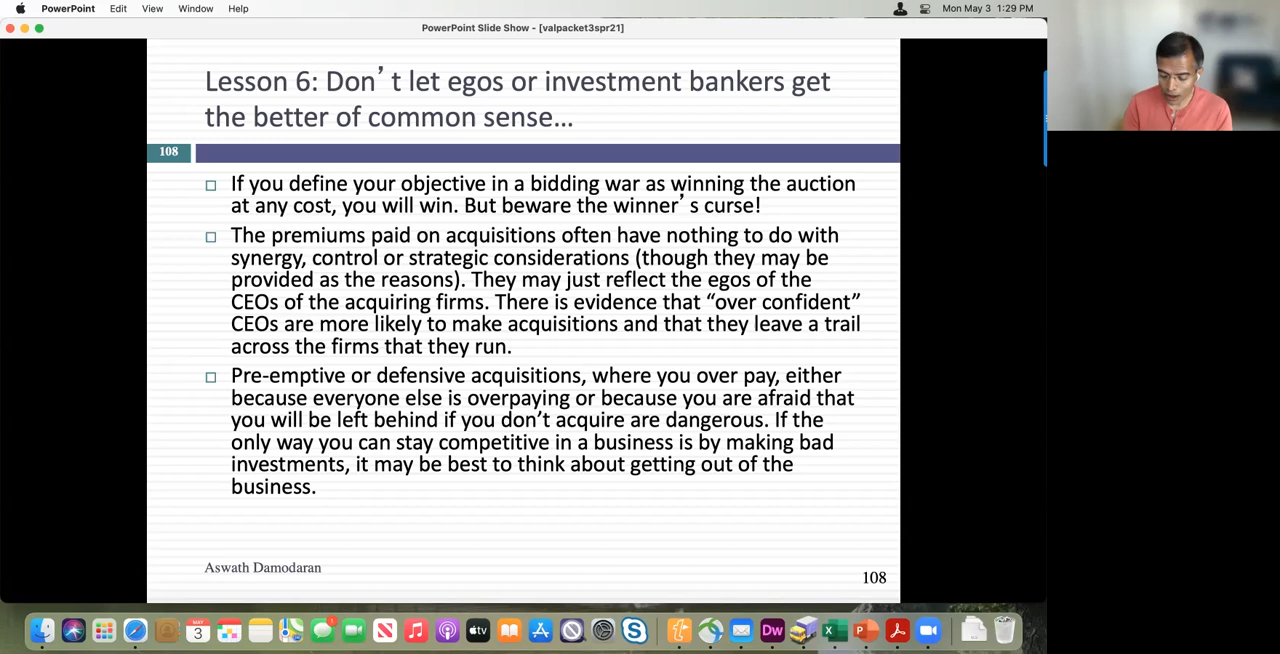 PowerPoint Edit View Window Help Mon May 3 1:29 PM
PowerPoint Slide Show - [valpacket3spr21]
Lesson 6: Don’t let egos or investment bankers get
the better of common sense…
108
If you define your objective in a bidding war as winning the auction
at any cost, you will win. But beware the winner’s curse!
The premiums paid on acquisitions often have nothing to do with
synergy, control or strategic considerations (though they may be
provided as the reasons). They may just reflect the egos of the
CEOs of the acquiring firms. There is evidence that “over confident”
CEOs are more likely to make acquisitions and that they leave a trail
across the firms that they run.
Pre-emptive or defensive acquisitions, where you over pay, either
because everyone else is overpaying or because you are afraid that
you will be left behind if you don’t acquire are dangerous. If the
only way you can stay competitive in a business is by making bad
investments, it may be best to think about getting out of the
business.
Aswath Damodaran
108
MAY
3
tv
Dw